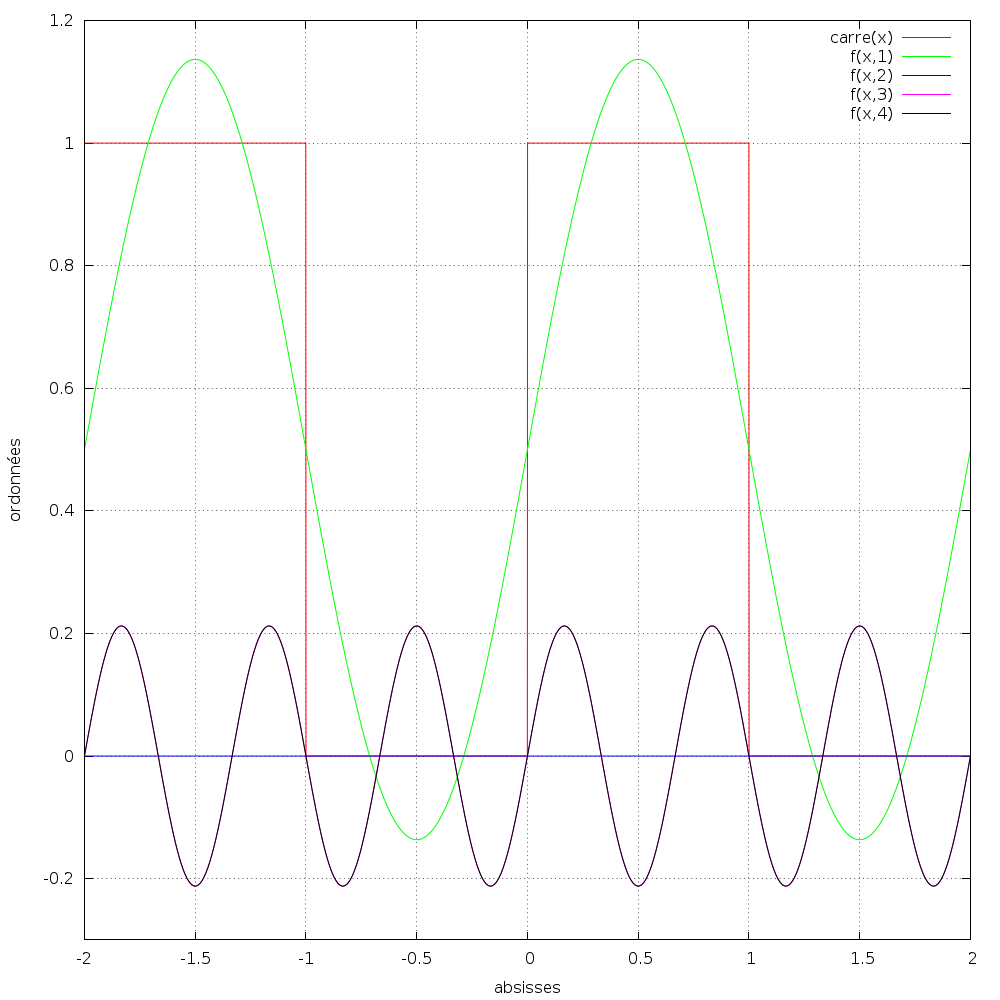 1.2
1
0.8
0.6
0.4
0.2
0
-0.2
ordonnées
carre(x)
f(x,1)
f(x,2)
f(x,3)
f(x,4)
-2 -1.5 -1 -0.5 0 0.5 1 1.5 2
absisses